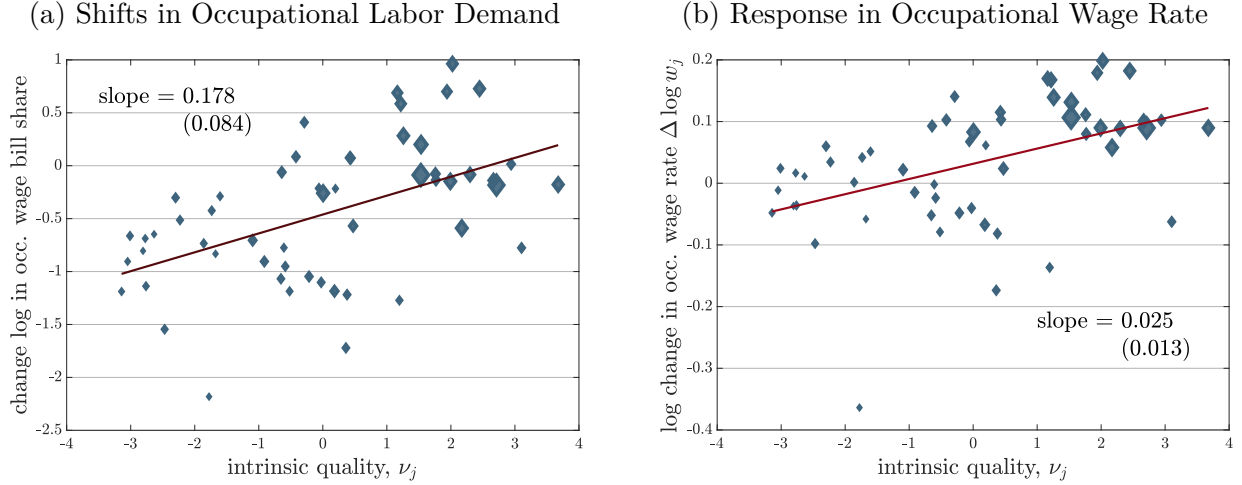 (a) Shifts in Occupational Labor Demand
change log in occ. wage bill share
1
0.5
0
-0.5
-1
-1.5
-2
-2.5
slope = 0.178
(0.084)
-4 -3 -2 -1 0 1 2 3 4
intrinsic quality, ν_j
(b) Response in Occupational Wage Rate
log change in occ. wage rate Δ log w_j
0.2
0.1
0
-0.1
-0.2
-0.3
-0.4
slope = 0.025
(0.013)
-4 -3 -2 -1 0 1 2 3 4
intrinsic quality, ν_j